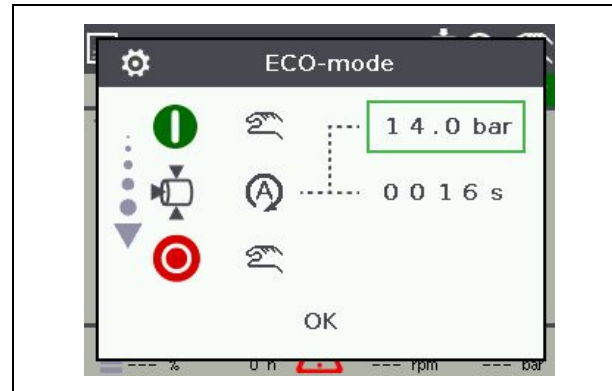 ECO-mode
14.0 bar
A
0016 s
OK
--- % 0 h --- rpm --- bar